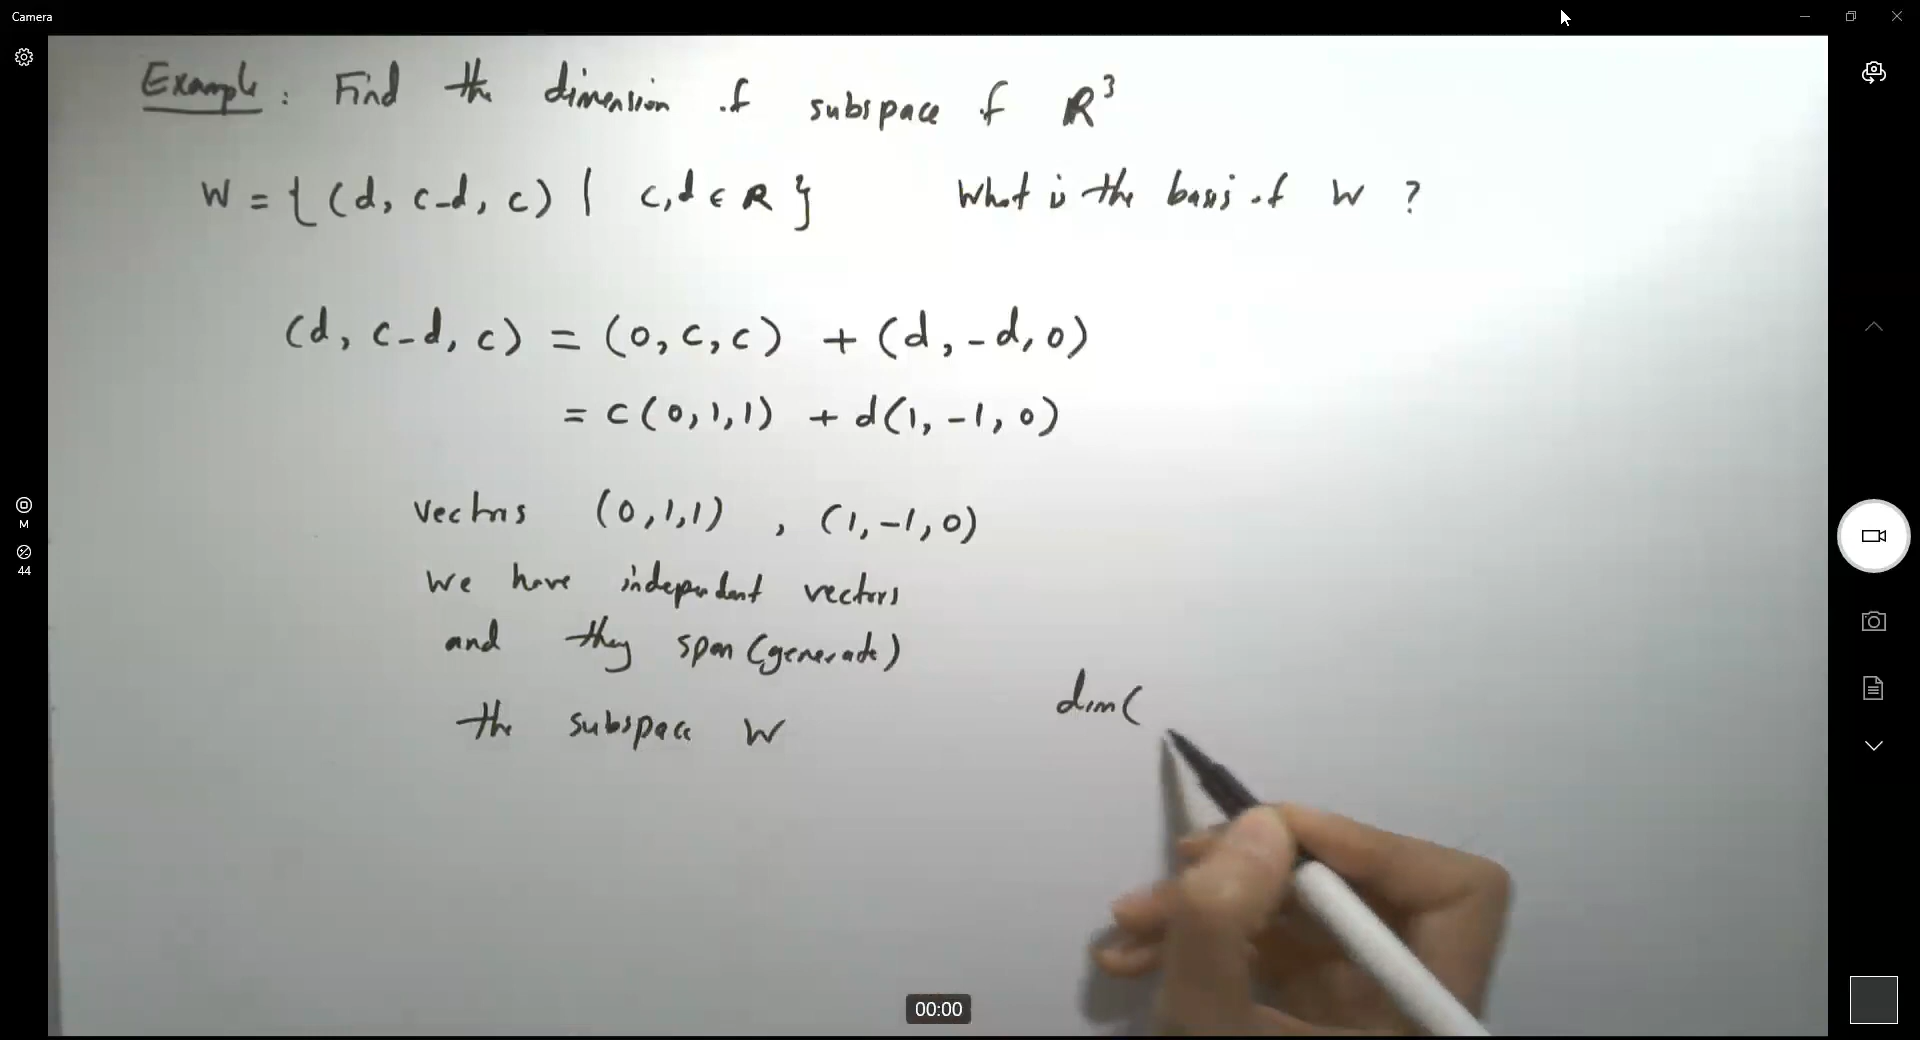 Camera
Example : Find the dimension of subspace of R³
W = { (d, c-d, c) | c,d ∈ R } What is the basis of W ?
(d, c-d, c) = (0, c, c) + (d, -d, 0)
= c(0,1,1) + d(1, -1, 0)
vectors (0,1,1) , (1, -1, 0)
We have independent vectors
and they span (generate)
the subspace W
dim(
M
44
00:00